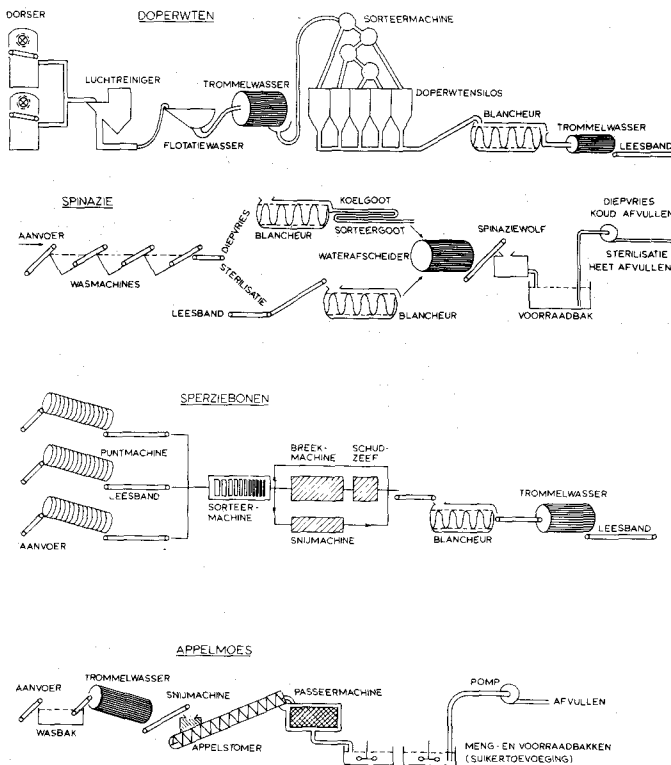 DORSER
DOPERWTEN
SORTEERMACHINE
LUCHTREINIGER
TROMMELWASSER
DOPERWTENSILOS
FLOTATIEWASSER
BLANCHEUR
TROMMELWASSER
LEESBAND
SPINAZIE
AANVOER
WASMACHINES
DIEPVRIES
STERILISATIE
BLANCHEUR
KOELGOOT
SORTEERGOOT
WATERAFSCHEIDER
SPINAZIEWOLF
DIEPVRIES
KOUD AFVULLEN
STERILISATIE
HEET AFVULLEN
VOORRAADBAK
LEESBAND
BLANCHEUR
SPERZIEBONEN
PUNTMACHINE
LEESBAND
AANVOER
SORTEER-
MACHINE
BREEK-
MACHINE
SCHUD-
ZEEF
SNIJMACHINE
BLANCHEUR
TROMMELWASSER
LEESBAND
APPELMOES
AANVOER
WASBAK
TROMMELWASSER
SNIJMACHINE
APPELSTOMER
PASSEERMACHINE
POMP
AFVULLEN
MENG- EN VOORRAADBAKKEN
(SUIKERTOEVOEGING)